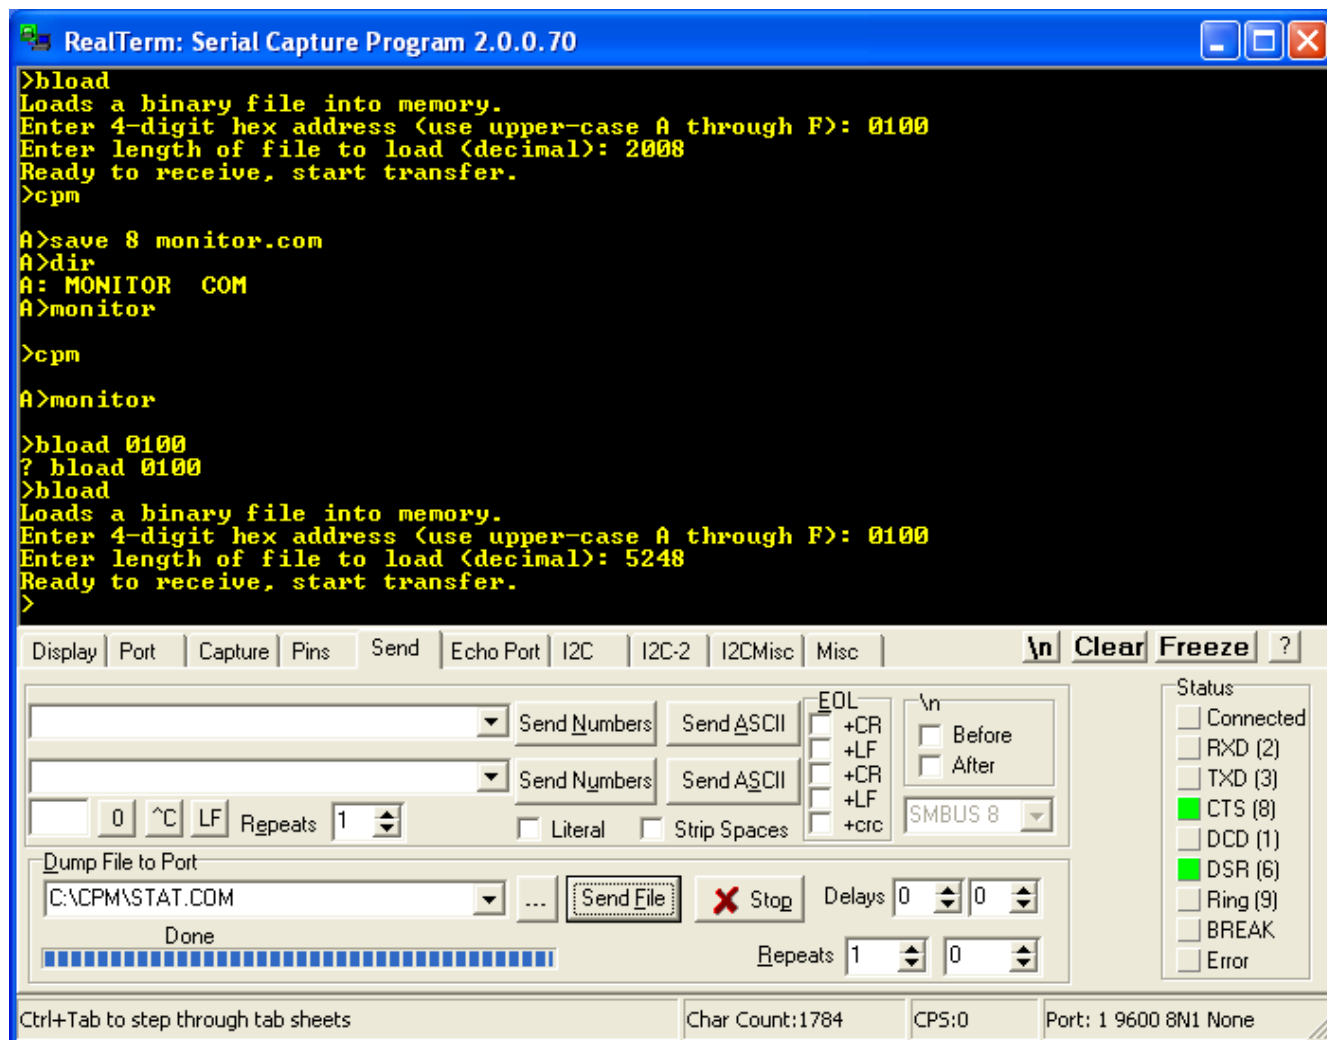 RealTerm: Serial Capture Program 2.0.0.70
>bload
Loads a binary file into memory.
Enter 4-digit hex address (use upper-case A through F): 0100
Enter length of file to load (decimal): 2008
Ready to receive, start transfer.
>cpm
A>save 8 monitor.com
A>dir
A: MONITOR  COM
A>monitor
>cpm
A>monitor
>bload 0100
? bload 0100
>bload
Loads a binary file into memory.
Enter 4-digit hex address (use upper-case A through F): 0100
Enter length of file to load (decimal): 5248
Ready to receive, start transfer.
>
Display Port Capture Pins Send Echo Port I2C I2C-2 I2CMisc Misc \n Clear Freeze ?
Status
EOL \n
Send Numbers Send ASCII +CR Before Connected
+LF RXD (2)
After
Send Numbers Send ASCII +CR TXD (3)
+LF CTS (8)
0 ^C LF Repeats 1 Literal Strip Spaces +crc SMBUS 8 DCD (1)
Dump File to Port DSR (6)
C:\CPM\STAT.COM ... Send File Stop Delays 0 0 Ring (9)
Done BREAK
Repeats 1 0 Error
Ctrl+Tab to step through tab sheets Char Count:1784 CPS:0 Port: 1 9600 8N1 None